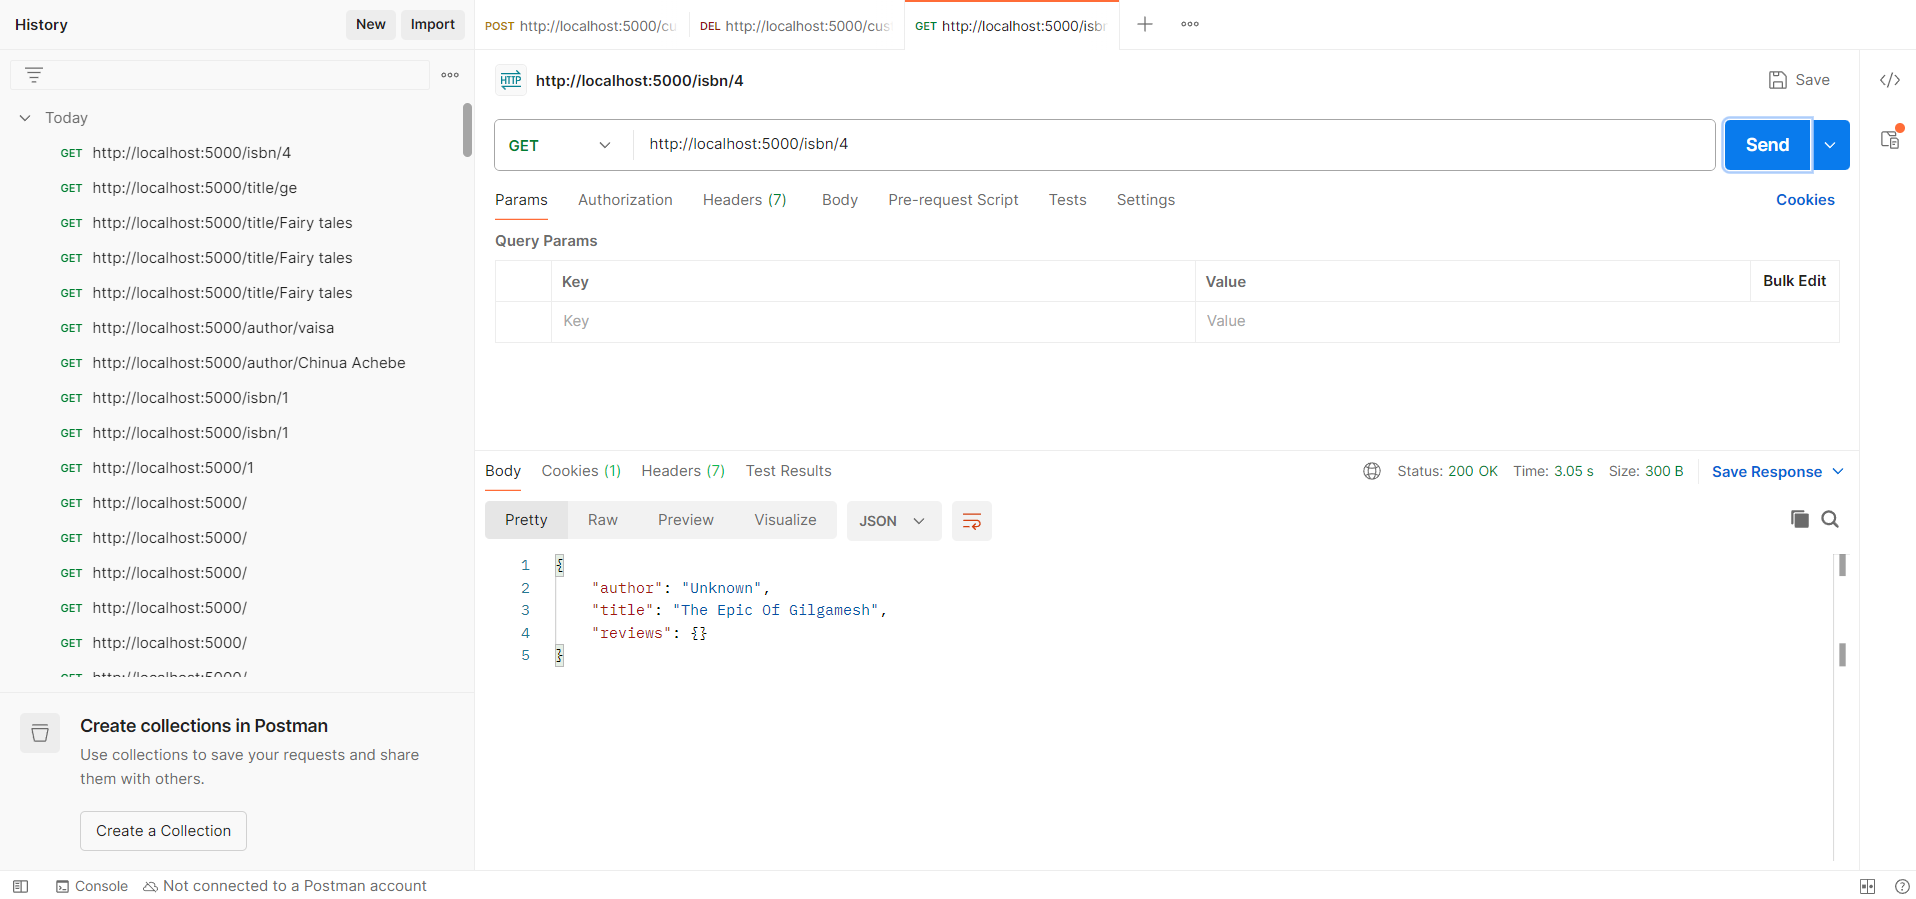 History
New
Import
Today
GET http://localhost:5000/isbn/4
GET http://localhost:5000/title/ge
GET http://localhost:5000/title/Fairy tales
GET http://localhost:5000/title/Fairy tales
GET http://localhost:5000/title/Fairy tales
GET http://localhost:5000/author/vaisa
GET http://localhost:5000/author/Chinua Achebe
GET http://localhost:5000/isbn/1
GET http://localhost:5000/isbn/1
GET http://localhost:5000/1
GET http://localhost:5000/
GET http://localhost:5000/
GET http://localhost:5000/
GET http://localhost:5000/
GET http://localhost:5000/
GET http://localhost:5000/
Create collections in Postman
Use collections to save your requests and share
them with others.
Create a Collection
POST http://localhost:5000/cu
DEL http://localhost:5000/cus
GET http://localhost:5000/isb
HTTP http://localhost:5000/isbn/4
Save
GET http://localhost:5000/isbn/4
Send
Params Authorization Headers (7) Body Pre-request Script Tests Settings Cookies
Query Params
Key Value Bulk Edit
Key Value
Body Cookies (1) Headers (7) Test Results Status: 200 OK Time: 3.05 s Size: 300 B Save Response
Pretty Raw Preview Visualize JSON
1 {
2 "author": "Unknown",
3 "title": "The Epic Of Gilgamesh",
4 "reviews": {}
5 }
Console Not connected to a Postman account